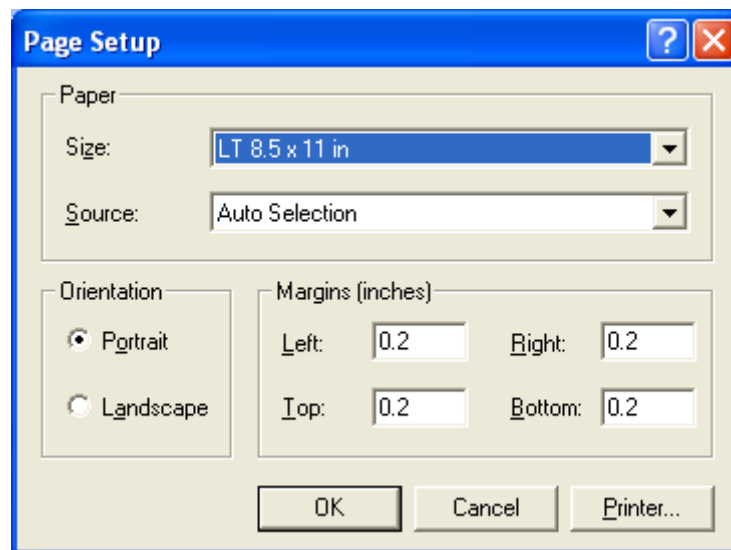 Page Setup ?
Paper
Size: LT 8.5 x 11 in
Source: Auto Selection
Orientation Margins (inches)
Portrait Left: 0.2 Right: 0.2
Landscape Top: 0.2 Bottom: 0.2
OK Cancel Printer...